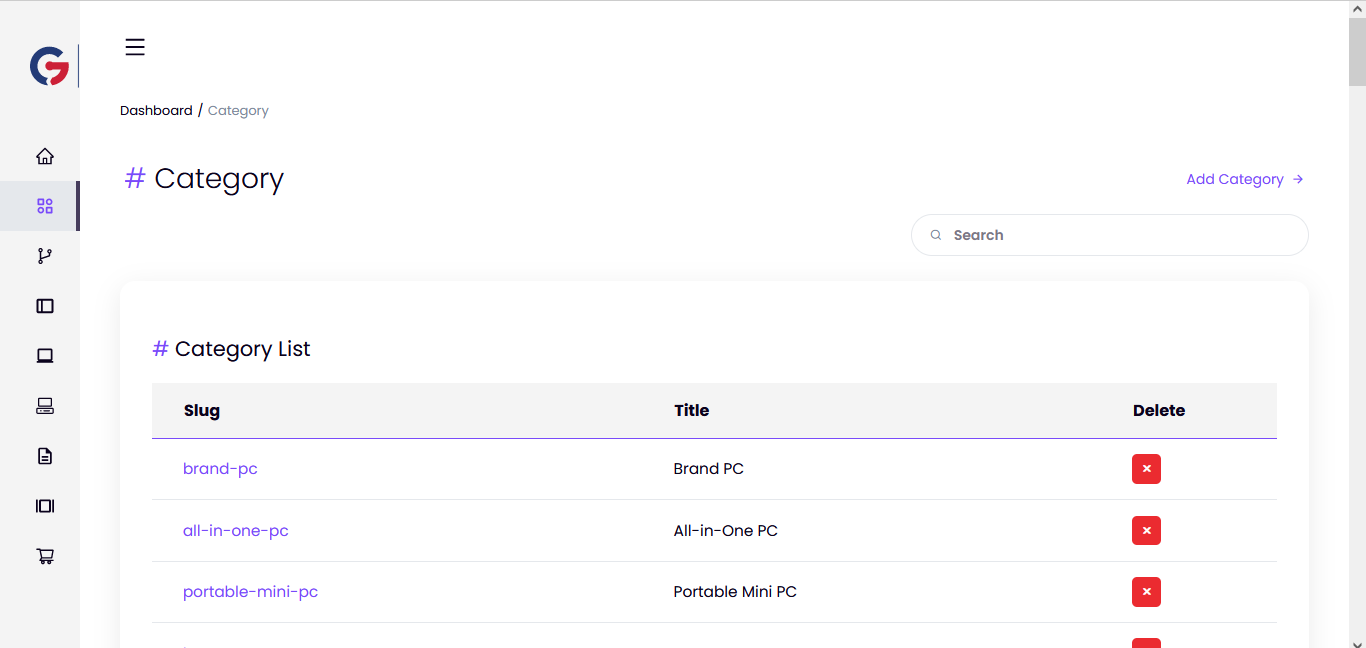 Dashboard / Category
# Category
Add Category →
Search
# Category List
Slug Title Delete
brand-pc Brand PC
all-in-one-pc All-in-One PC
portable-mini-pc Portable Mini PC